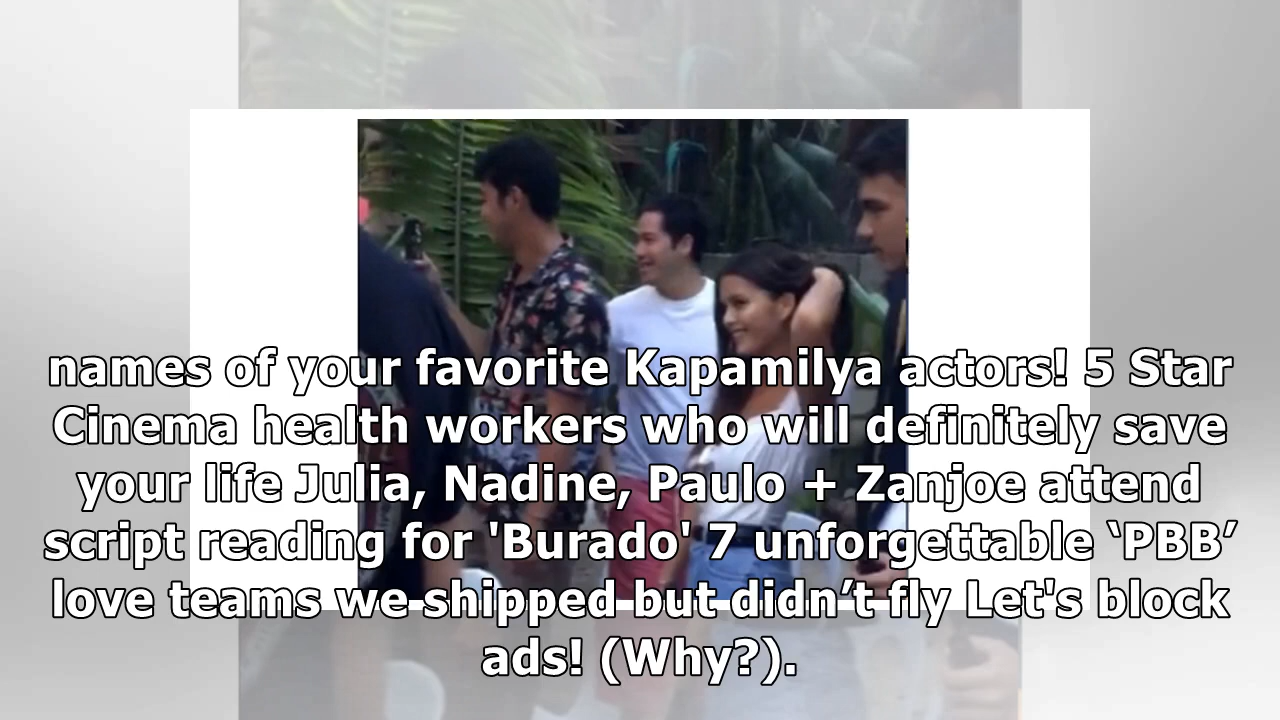 names of your favorite Kapamilya actors! 5 Star
Cinema health workers who will definitely save
your life Julia, Nadine, Paulo + Zanjoe attend
script reading for 'Burado' 7 unforgettable ‘PBB’
love teams we shipped but didn’t fly Let's block
ads! (Why?).